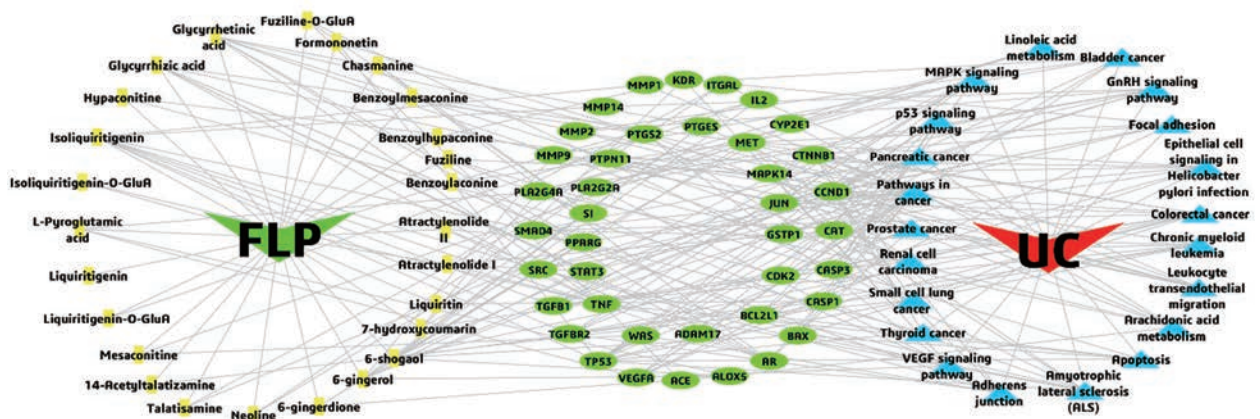 Fuziline-O-GluA
Glycyrrhetinic
acid
Formononetin
Glycyrrhizic acid
Chasmanine
Hypaconitine
Benzoylmesaconine
Isoliquiritigenin
Benzoylhypaconine
Fuziline
Isoliquiritigenin-O-GluA
Benzoylaconine
L-Pyroglutamic
acid
Atractylenolide
II
FLP
Liquiritigenin
Atractylenolide I
Liquiritin
Liquiritigenin-O-GluA
7-hydroxycoumarin
Mesaconitine
6-shogaol
14-Acetyltalatizamine
6-gingerol
Talatisamine
Neoline
6-gingerdione
MMP1
KDR
ITGAL
MMP14
IL2
MMP2
PTGS2
PTGES
CYP2E1
MET
MMP9
PTPN11
CTNNB1
MAPK14
PLA2G4A
PLA2G2A
CCND1
JUN
SI
SMAD4
PPARG
GSTP1
CAT
SRC
STAT3
CDK2
CASP3
TGFB1
TNF
CASP1
BCL2L1
TGFBR2
WAS
ADAM17
BAX
TP53
AR
VEGFA
ACE
ALOX5
Linoleic acid
metabolism
Bladder cancer
MAPK signaling
pathway
GnRH signaling
pathway
p53 signaling
pathway
Focal adhesion
Pancreatic cancer
Epithelial cell
signaling in
Helicobacter
pylori infection
Pathways in
cancer
Colorectal cancer
Prostate cancer
UC
Chronic myeloid
leukemia
Renal cell
carcinoma
Leukocyte
transendothelial
migration
Small cell lung
cancer
Arachidonic acid
metabolism
Thyroid cancer
VEGF signaling
pathway
Apoptosis
Adherens
junction
Amyotrophic
lateral sclerosis
(ALS)